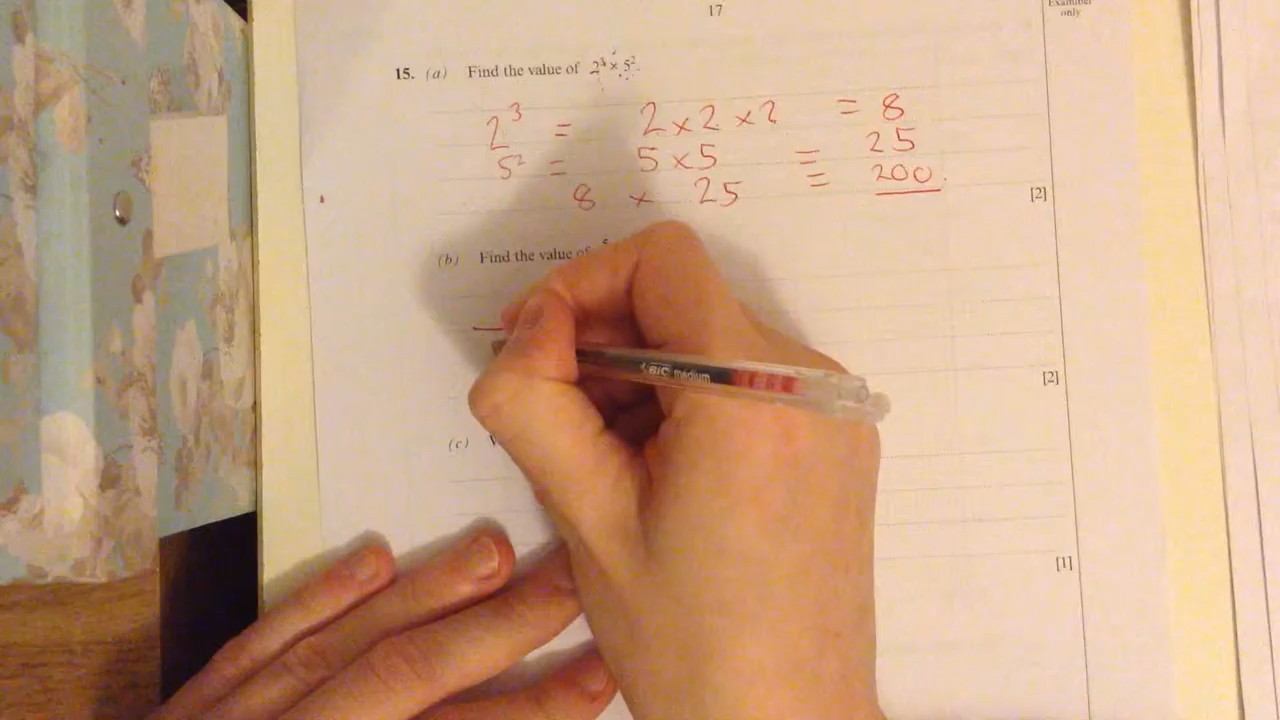 17
Examiner only
15. (a) Find the value of 2³ × 5².
2³ = 2 × 2 × 2 = 8
5² = 5 × 5 = 25
8 × 25 = 200.
[2]
(b) Find the value of
BIC medium
[2]
(c)
[1]